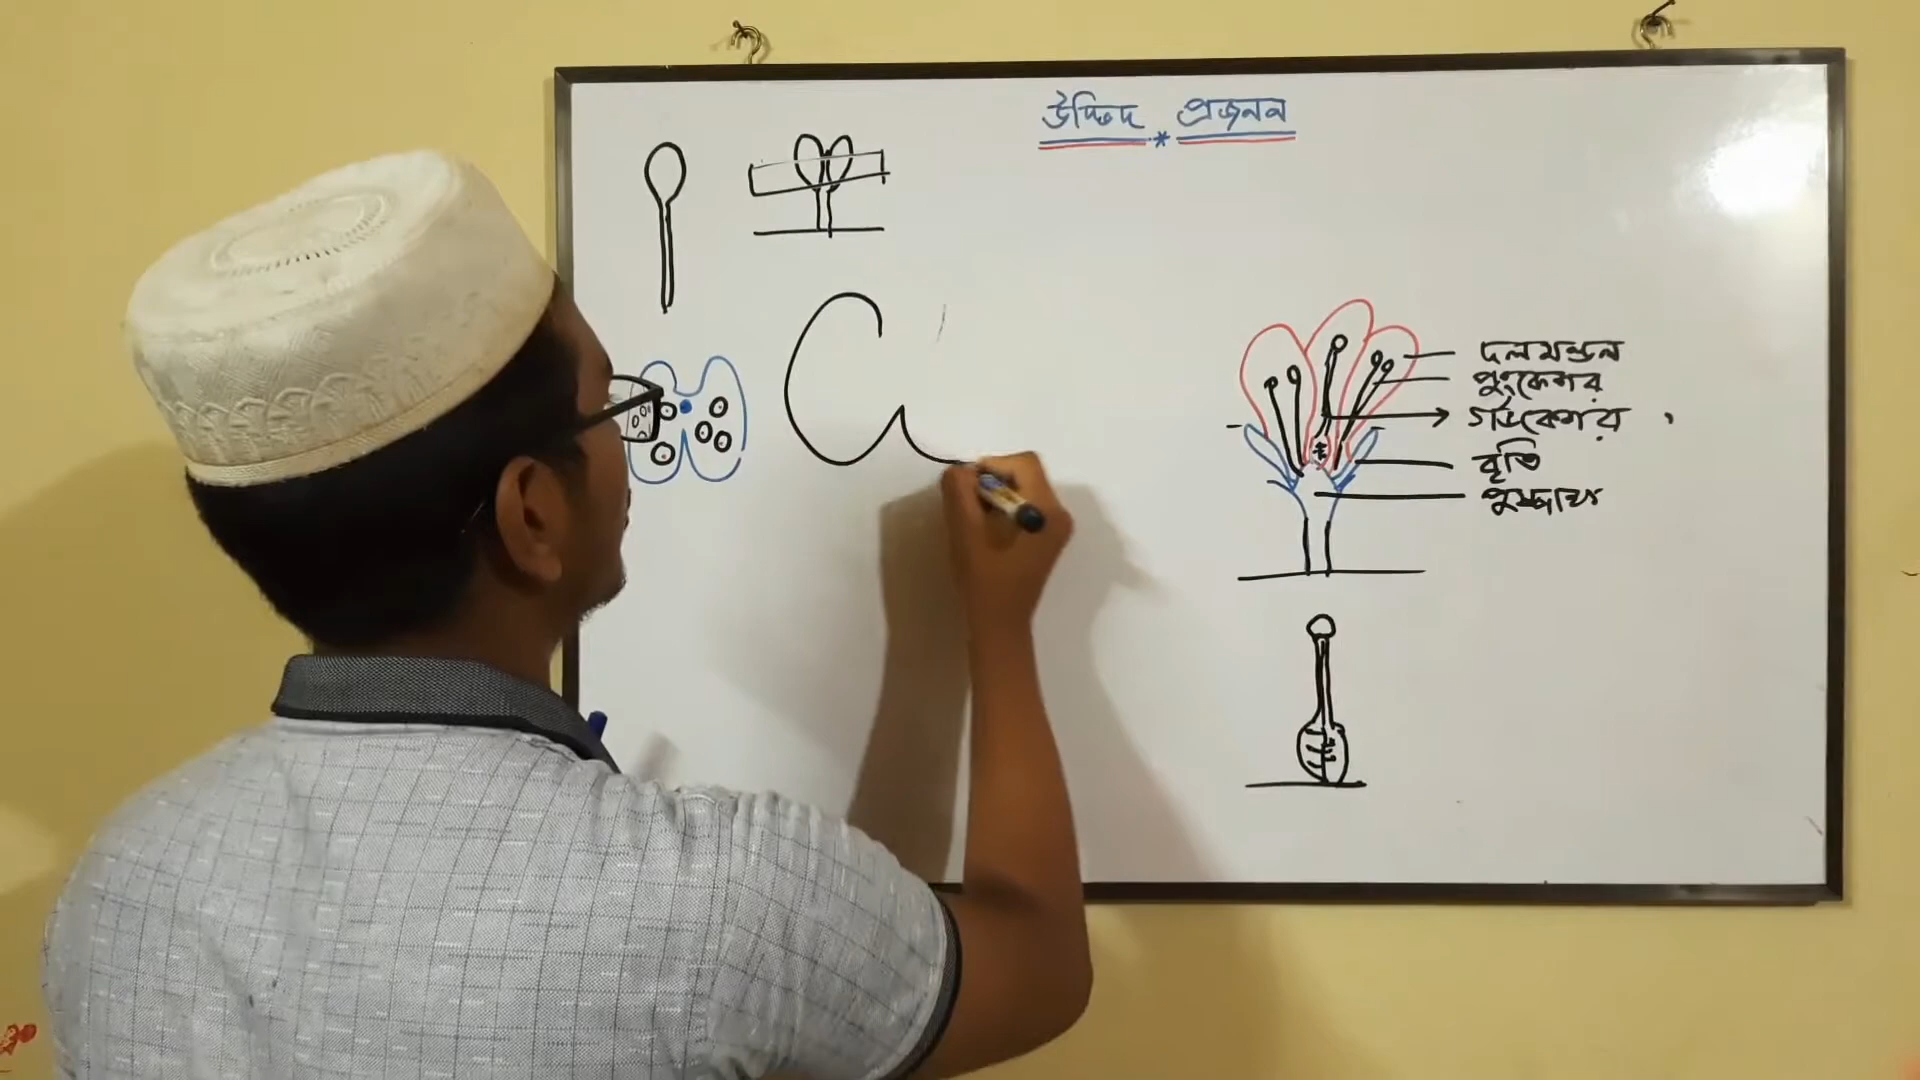 উদ্ভিদ * প্রজনন
দলমন্ডল
পুংকেশর
গর্ভকেশর
বৃতি
পুষ্পাক্ষ